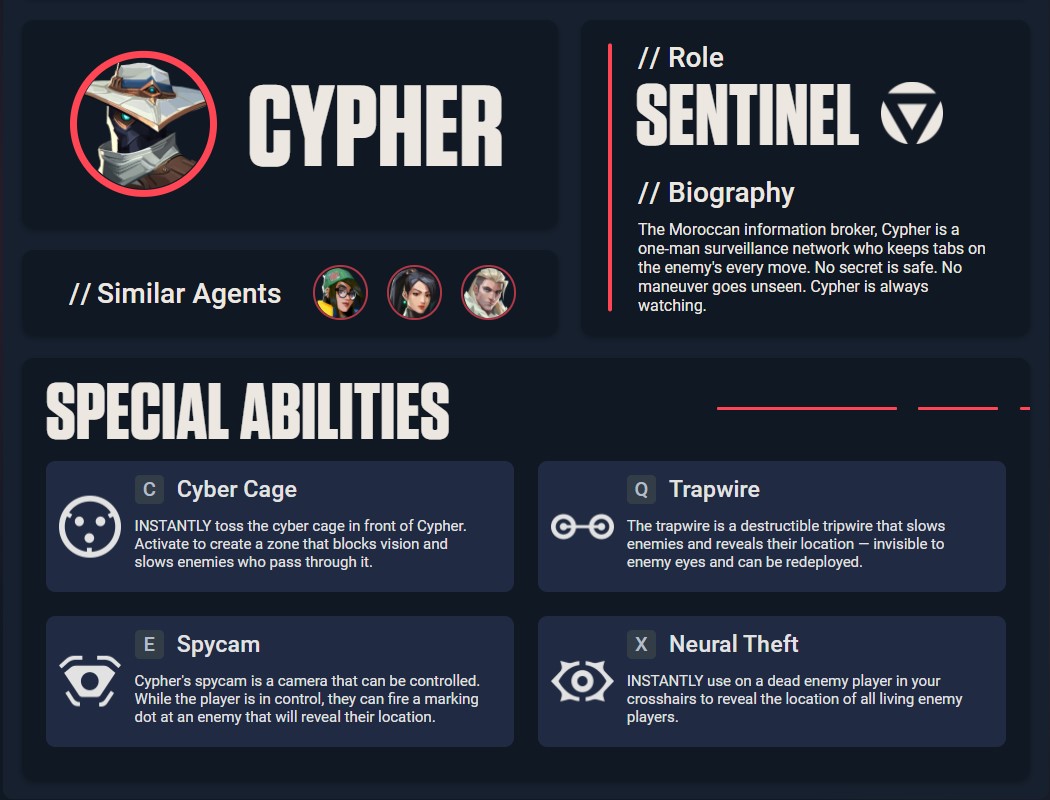 CYPHER
// Role
SENTINEL
// Biography
The Moroccan information broker, Cypher is a
one-man surveillance network who keeps tabs on
the enemy's every move. No secret is safe. No
maneuver goes unseen. Cypher is always
watching.
// Similar Agents
SPECIAL ABILITIES
C Cyber Cage
INSTANTLY toss the cyber cage in front of Cypher.
Activate to create a zone that blocks vision and
slows enemies who pass through it.
Q Trapwire
The trapwire is a destructible tripwire that slows
enemies and reveals their location — invisible to
enemy eyes and can be redeployed.
E Spycam
Cypher's spycam is a camera that can be controlled.
While the player is in control, they can fire a marking
dot at an enemy that will reveal their location.
X Neural Theft
INSTANTLY use on a dead enemy player in your
crosshairs to reveal the location of all living enemy
players.